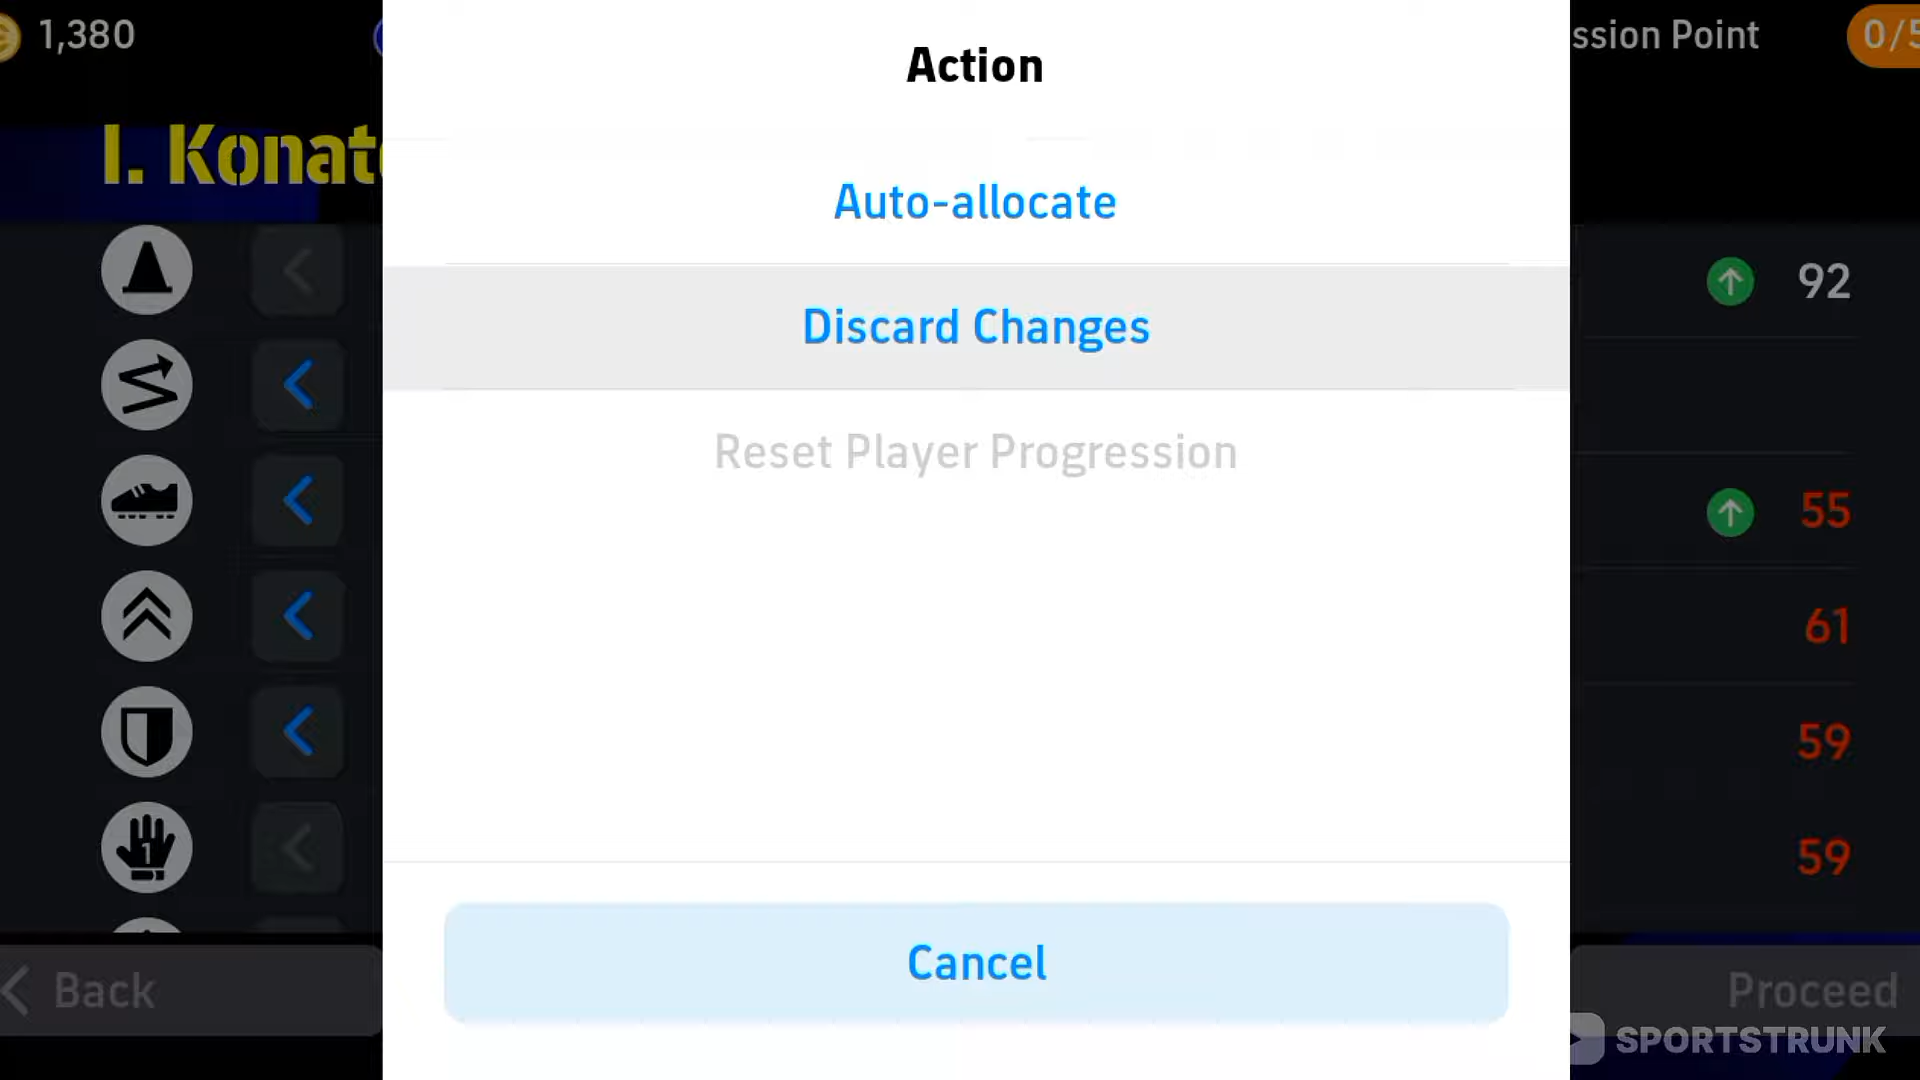 1,380
ssion Point
0/5
Action
I. Konat
Auto-allocate
92
Discard Changes
Reset Player Progression
55
61
59
1
59
Cancel
Back
Proceed
SPORTSTRUNK